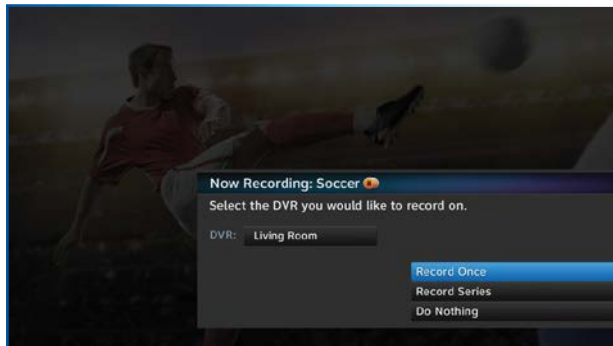 Now Recording: Soccer
Select the DVR you would like to record on.
DVR: Living Room
Record Once
Record Series
Do Nothing